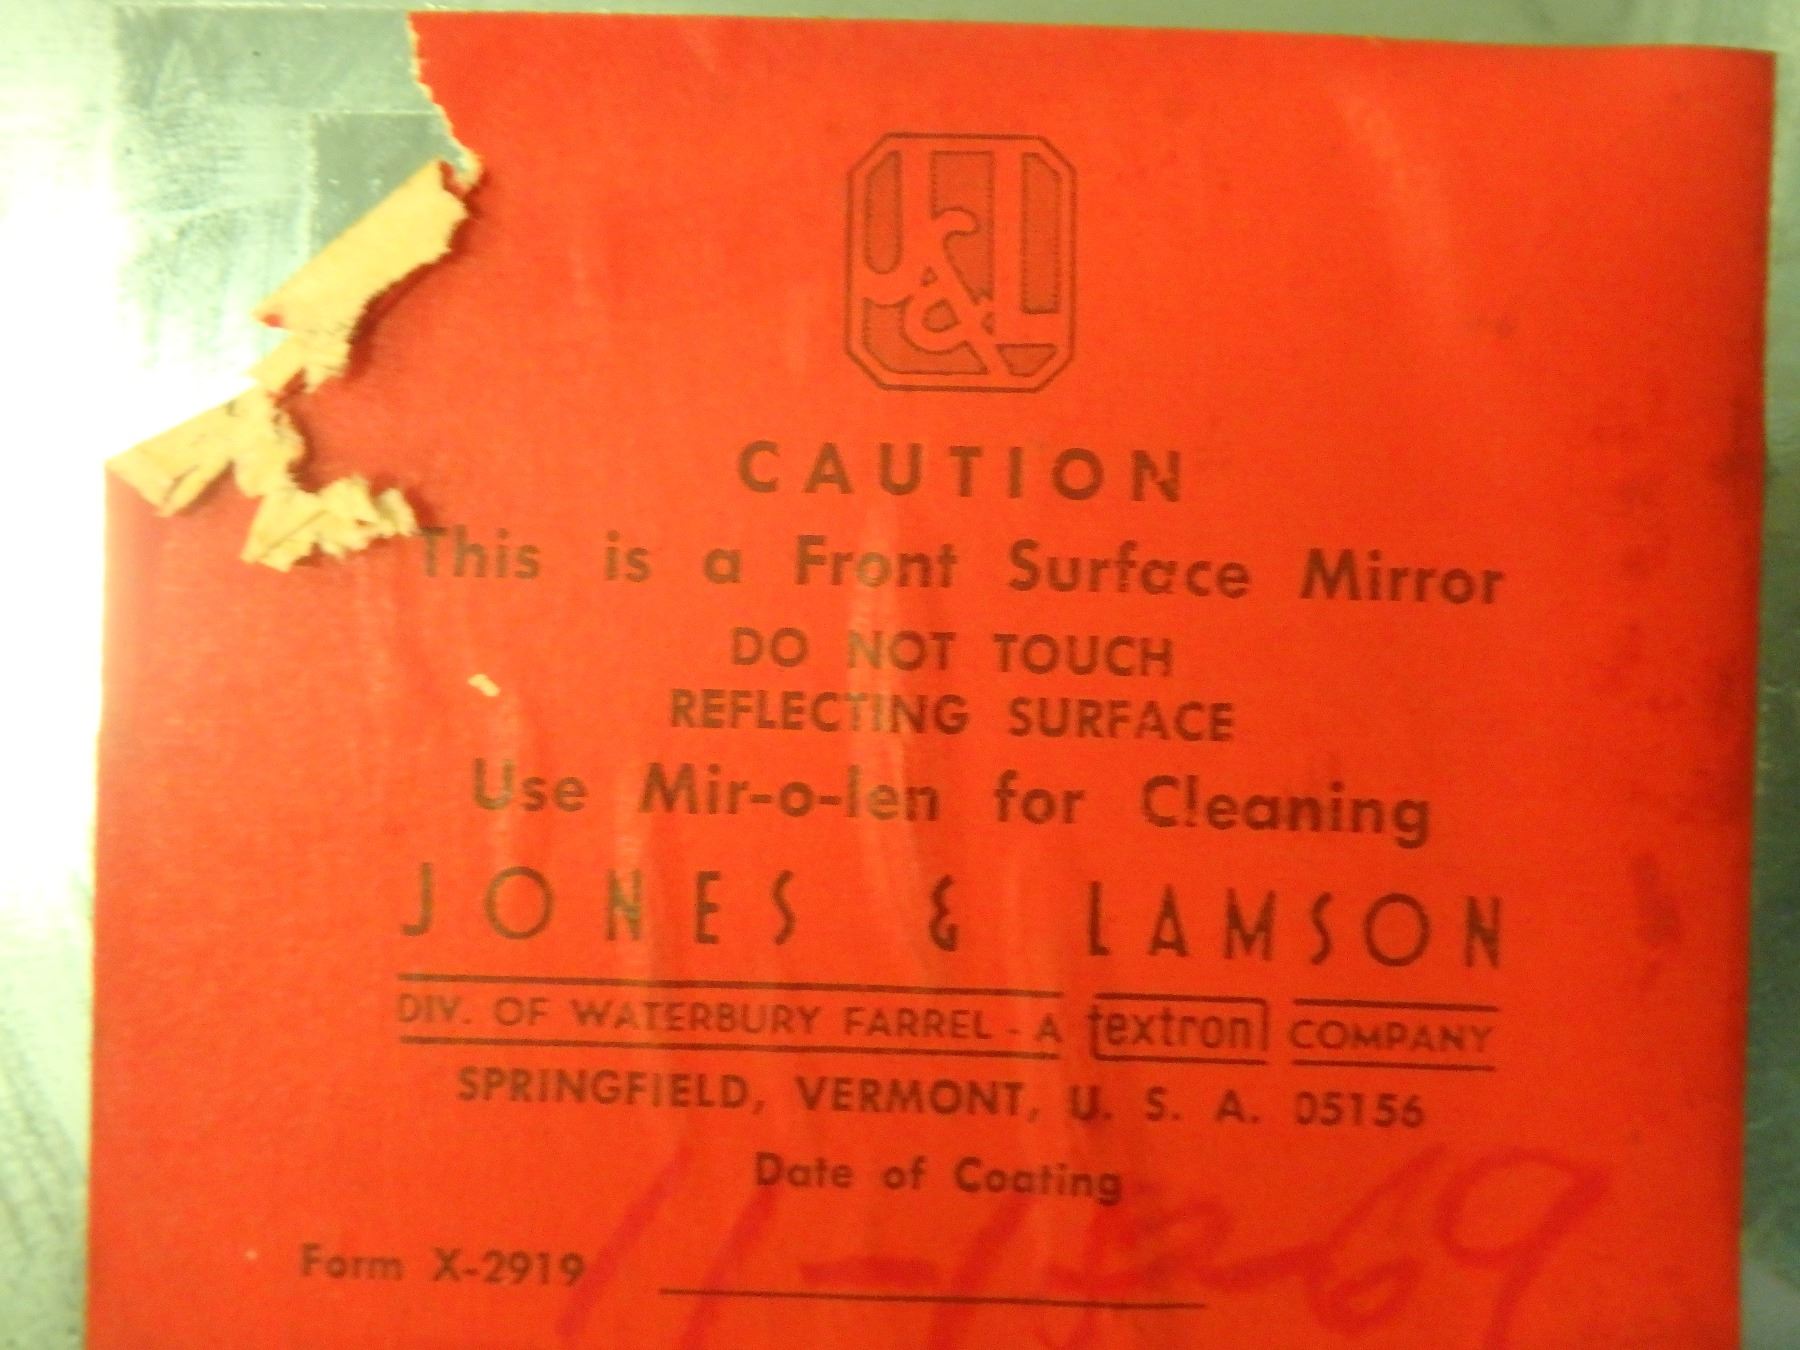 J&L
CAUTION
This is a Front Surface Mirror
DO NOT TOUCH
REFLECTING SURFACE
Use Mir-o-len for Cleaning
JONES & LAMSON
DIV. OF WATERBURY FARREL - A textron COMPANY
SPRINGFIELD, VERMONT, U. S. A. 05156
Date of Coating
Form X-2919